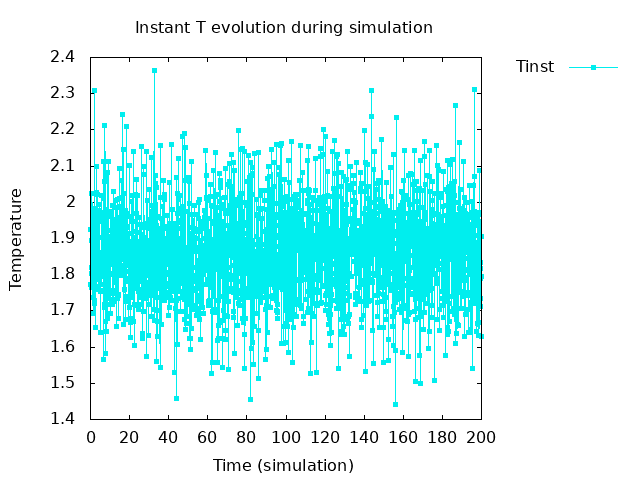 Instant T evolution during simulation
Tinst
2.4
2.3
2.2
2.1
2
1.9
1.8
1.7
1.6
1.5
1.4
Temperature
0 20 40 60 80 100 120 140 160 180 200
Time (simulation)